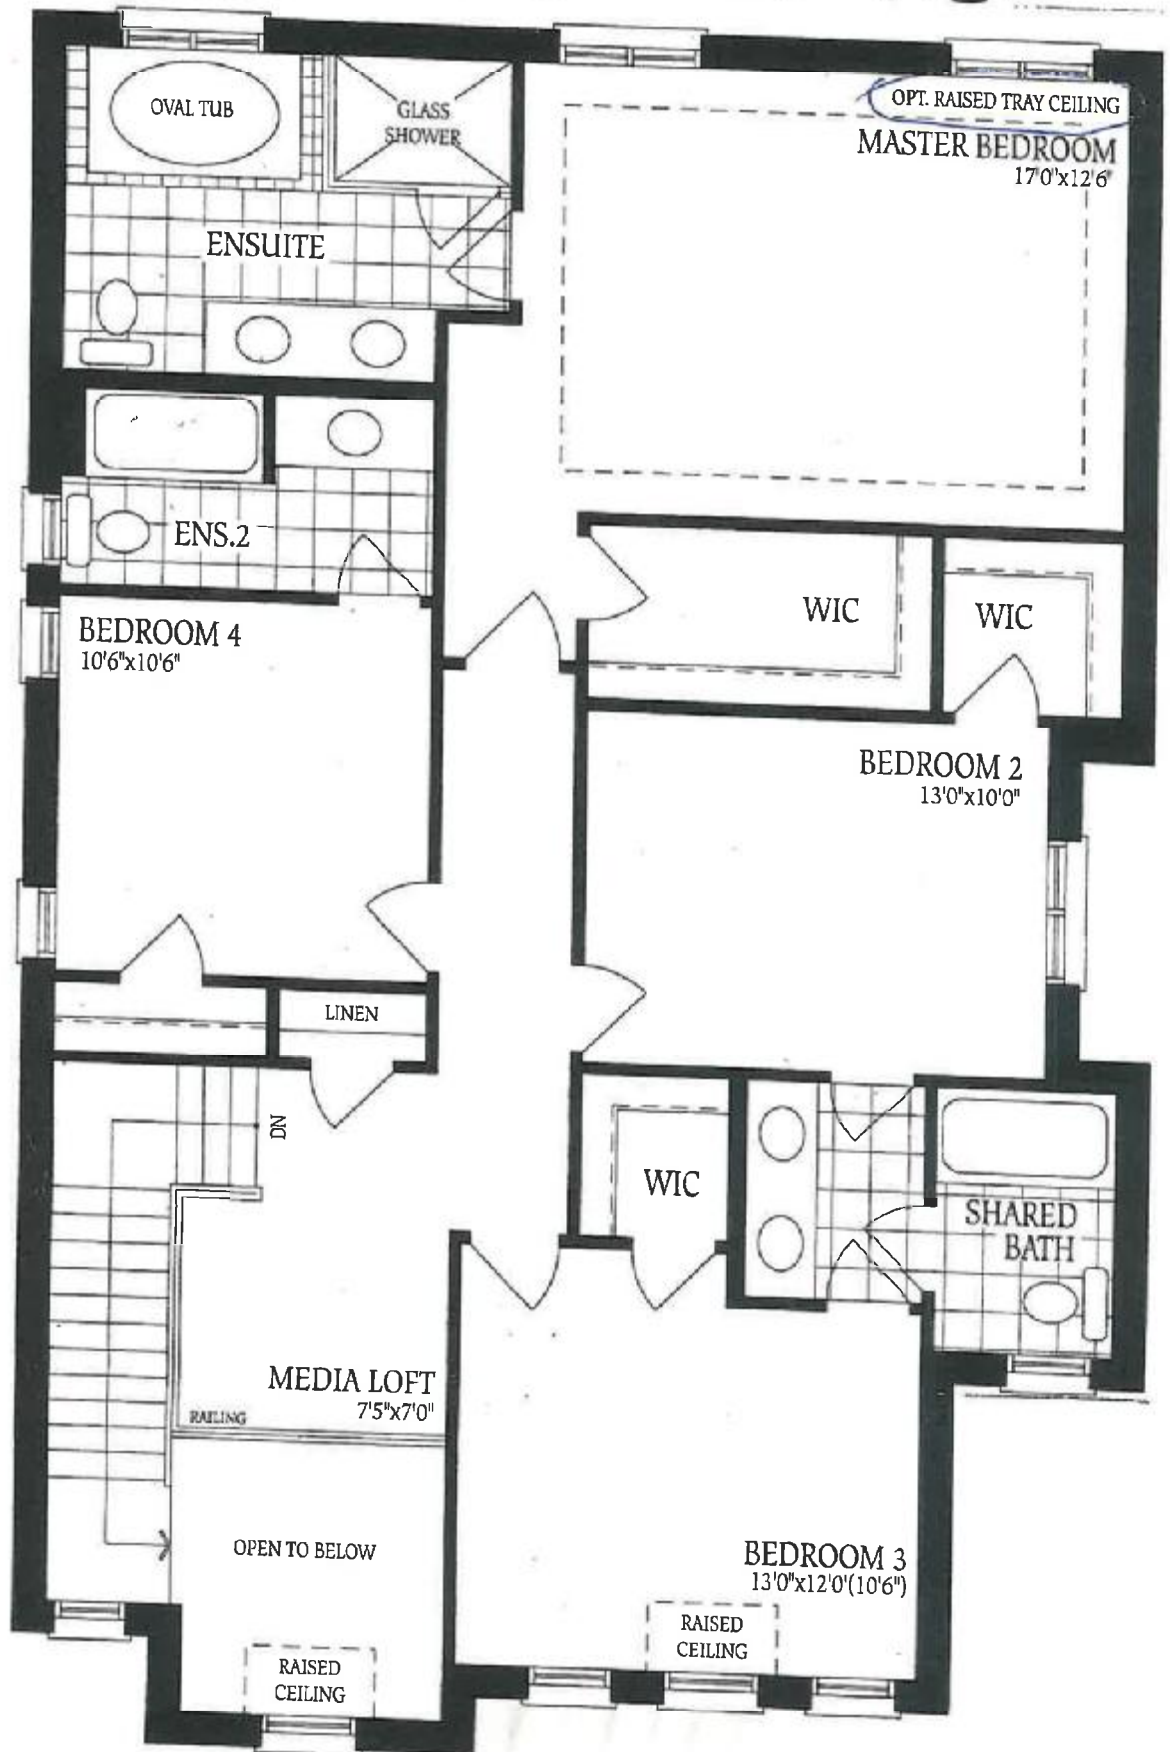 OVAL TUB
GLASS
SHOWER
OPT. RAISED TRAY CEILING
MASTER BEDROOM
17'0"x12'6"
ENSUITE
ENS.2
WIC
WIC
BEDROOM 4
10'6"x10'6"
BEDROOM 2
13'0"x10'0"
LINEN
DN
WIC
SHARED
BATH
MEDIA LOFT
7'5"x7'0"
RAILING
OPEN TO BELOW
BEDROOM 3
13'0"x12'0'(10'6")
RAISED
CEILING
RAISED
CEILING